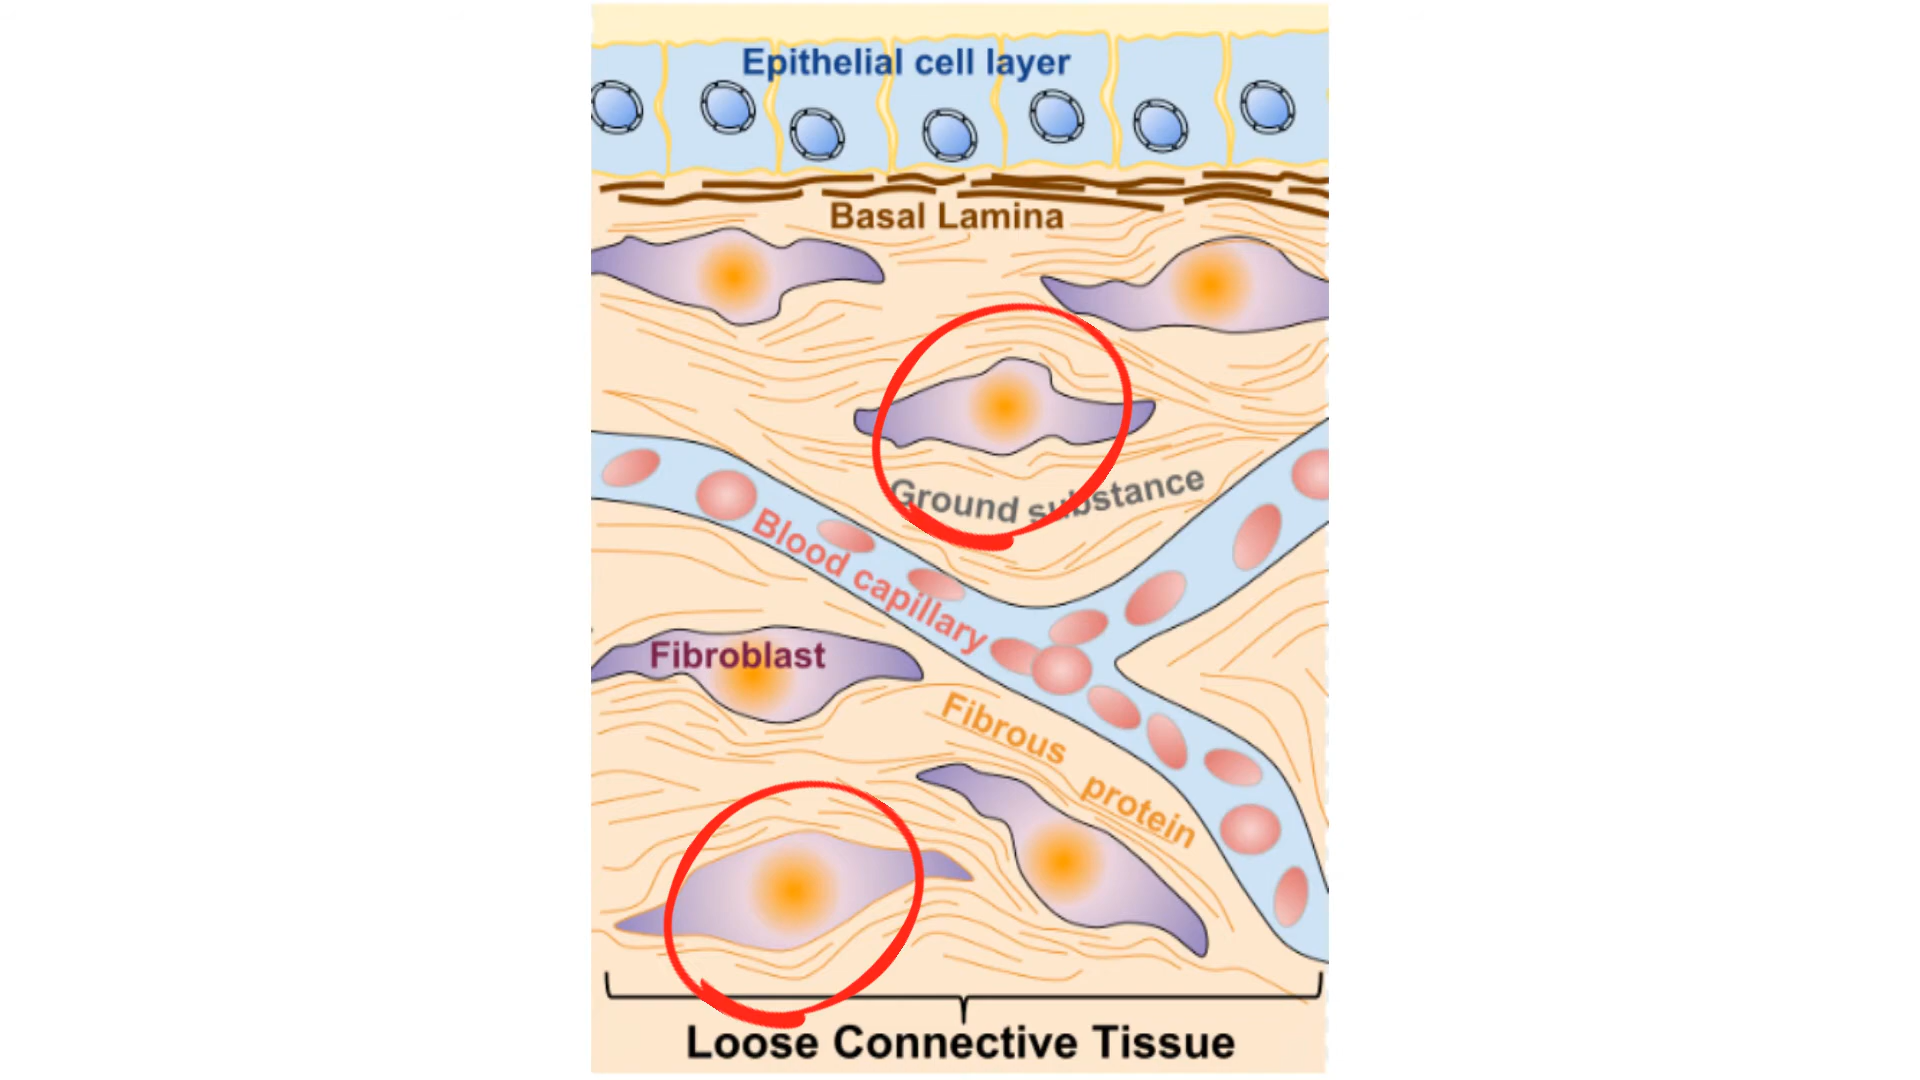 Epithelial cell layer
Basal Lamina
Ground substance
Blood capillary
Fibroblast
Fibrous protein
Loose Connective Tissue